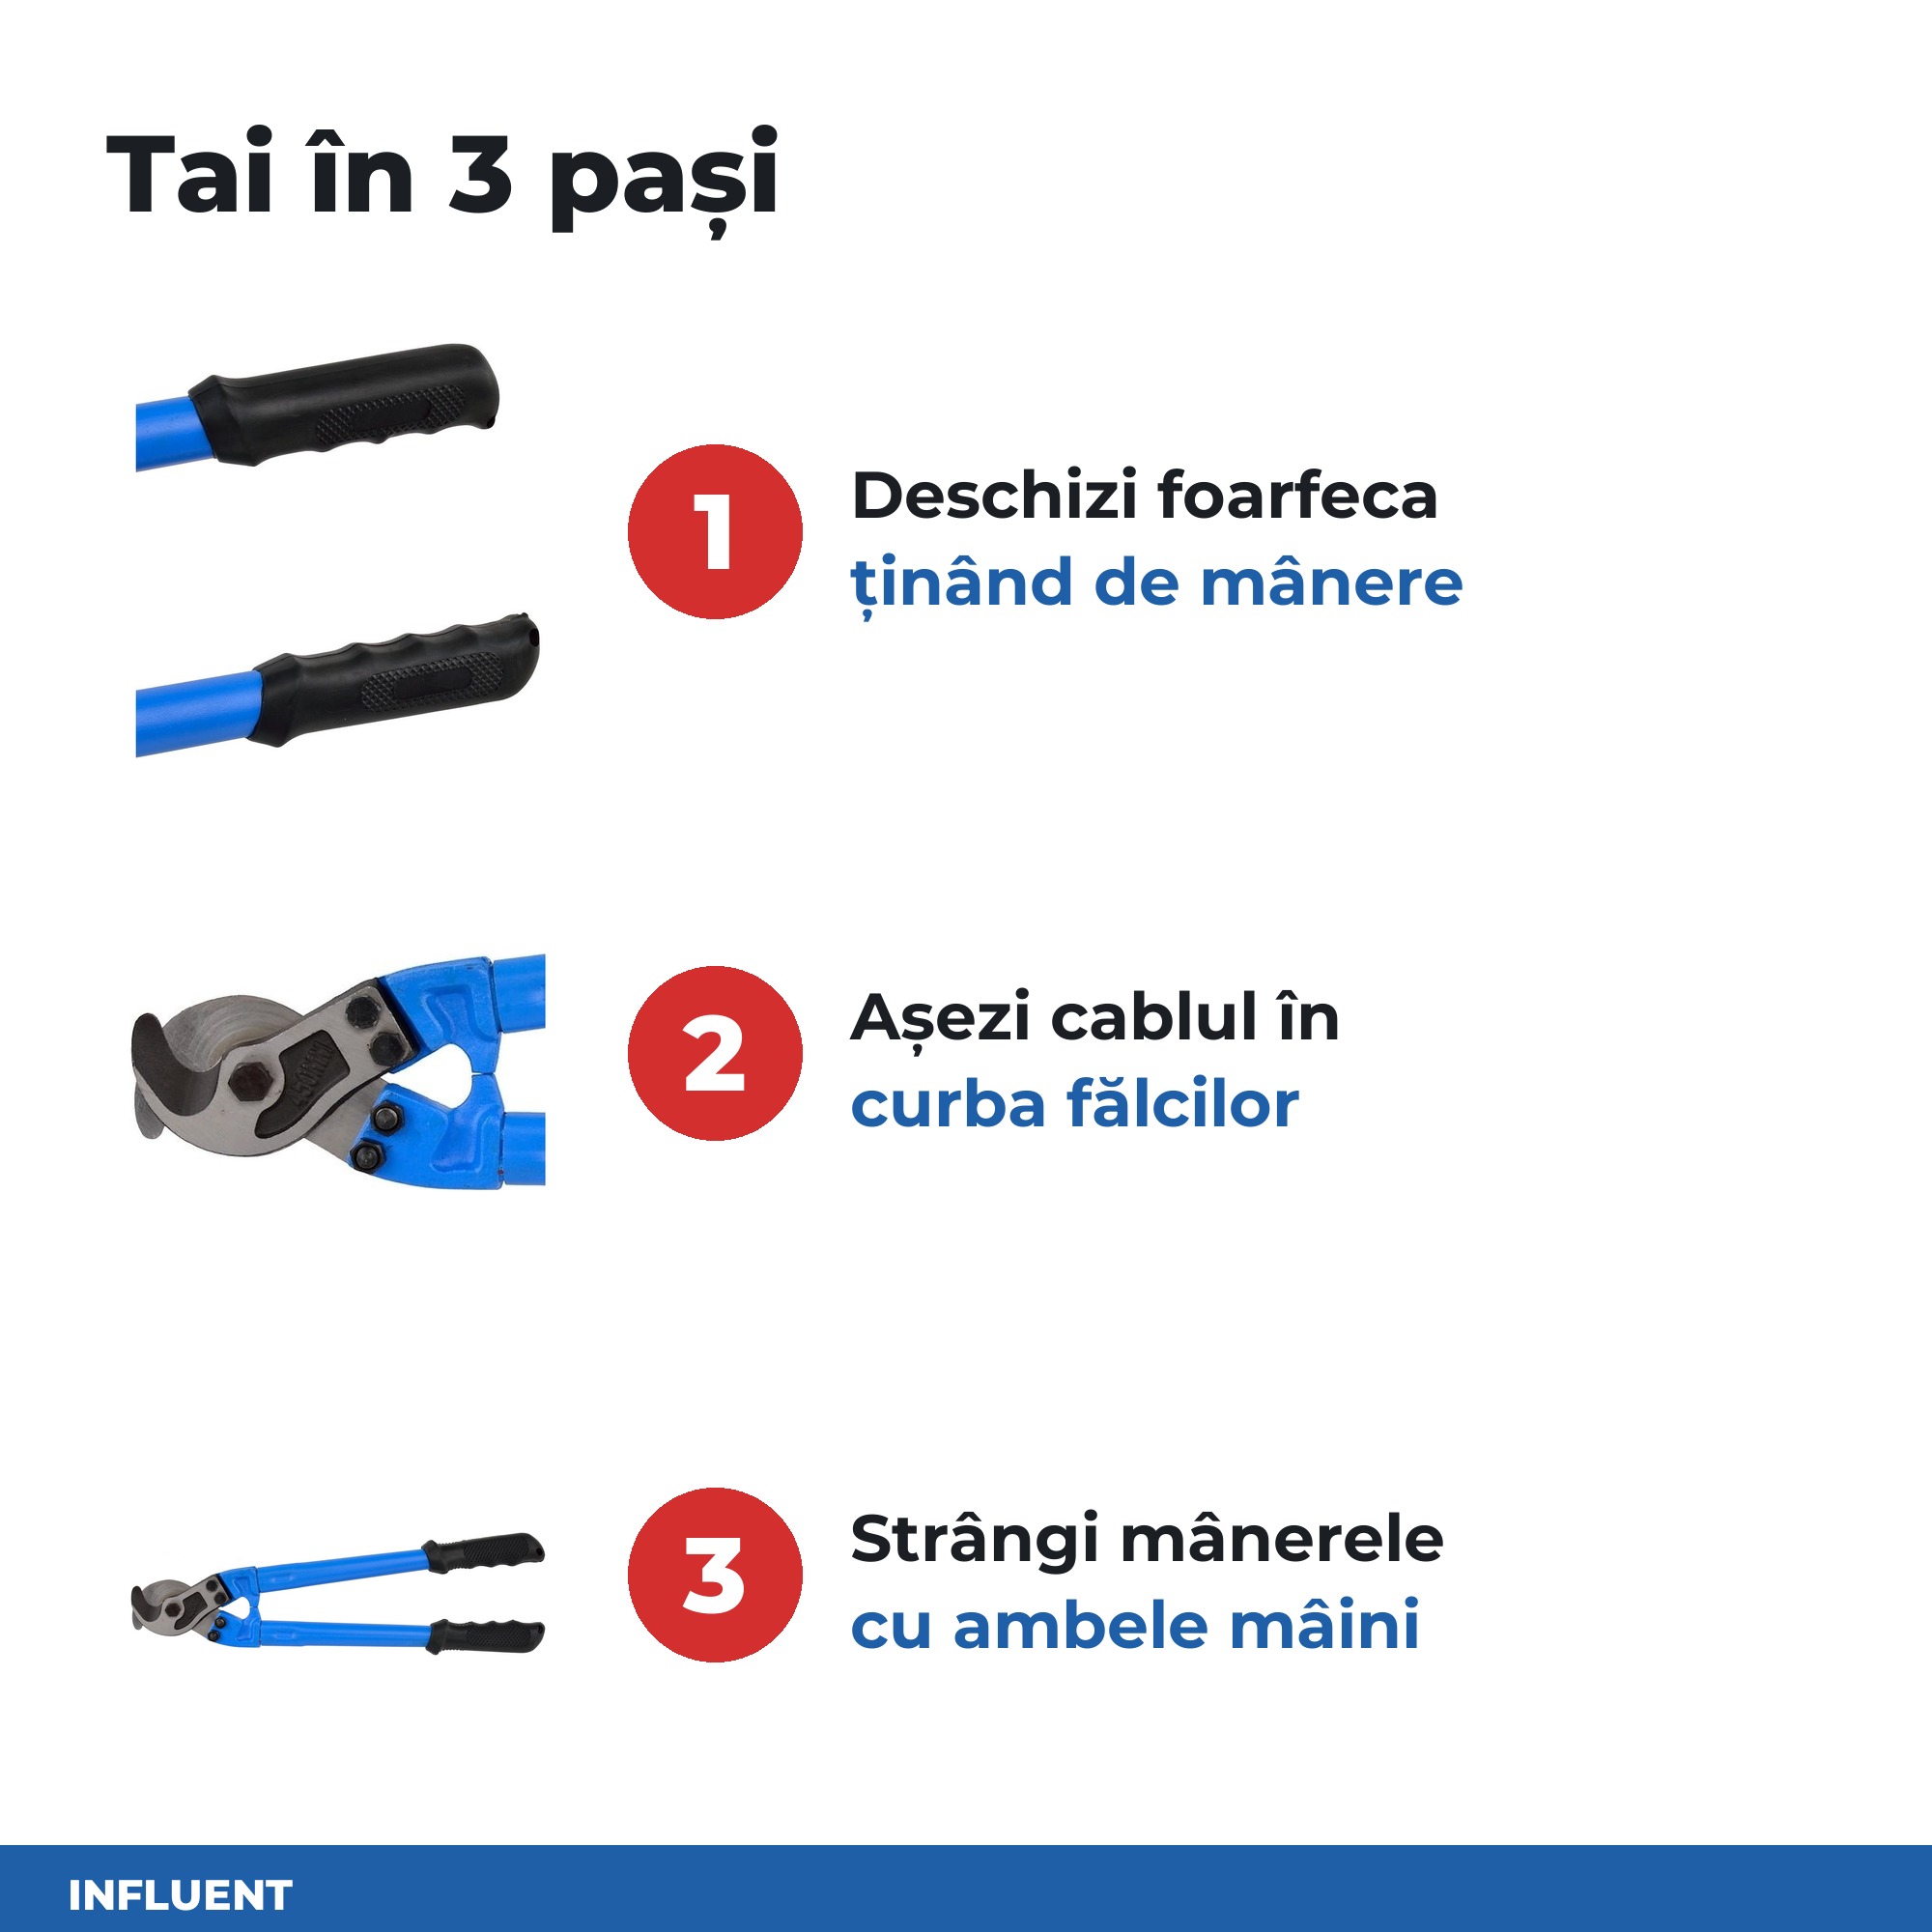 Tai în 3 pași
1
Deschizi foarfeca
ținând de mânere
2
Așezi cablul în
curba fălcilor
3
Strângi mânerele
cu ambele mâini
INFLUENT